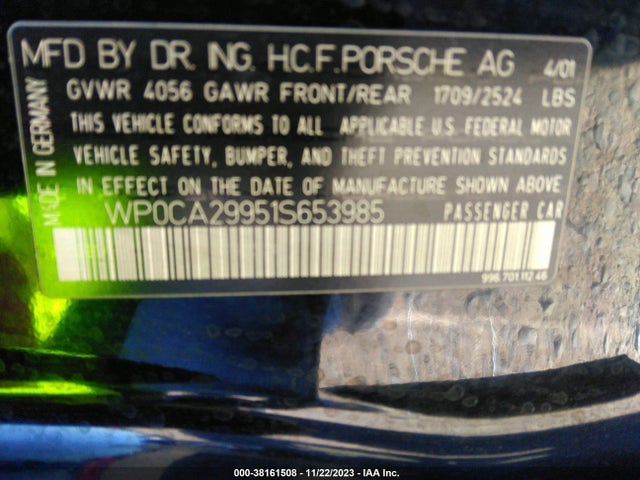 MFD BY DR. ING. H.C.F. PORSCHE AG 4/01
GVWR 4056 GAWR FRONT/REAR 1709/2524 LBS
THIS VEHICLE CONFORMS TO ALL APPLICABLE U.S. FEDERAL MOTOR
VEHICLE SAFETY, BUMPER, AND THEFT PREVENTION STANDARDS
IN EFFECT ON THE DATE OF MANUFACTURE SHOWN ABOVE
WP0CA29951S653985 PASSENGER CAR
996.701.112.46
MADE IN GERMANY
000-38161508 - 11/22/2023 - IAA Inc.